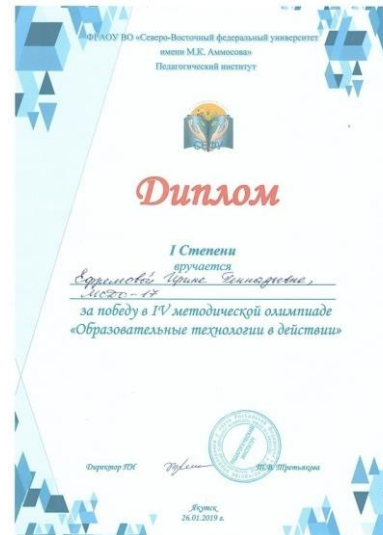 ФГАОУ ВО «Северо-Восточный федеральный университет
имени М.К. Аммосова»
Педагогический институт
Диплом
I Степени
вручается
Ефремовой Ирине Геннадьевне,
за победу в IV методической олимпиаде
«Образовательные технологии в действии»
Директор ПИ Т.В. Третьякова
Якутск
26.01.2019 г.